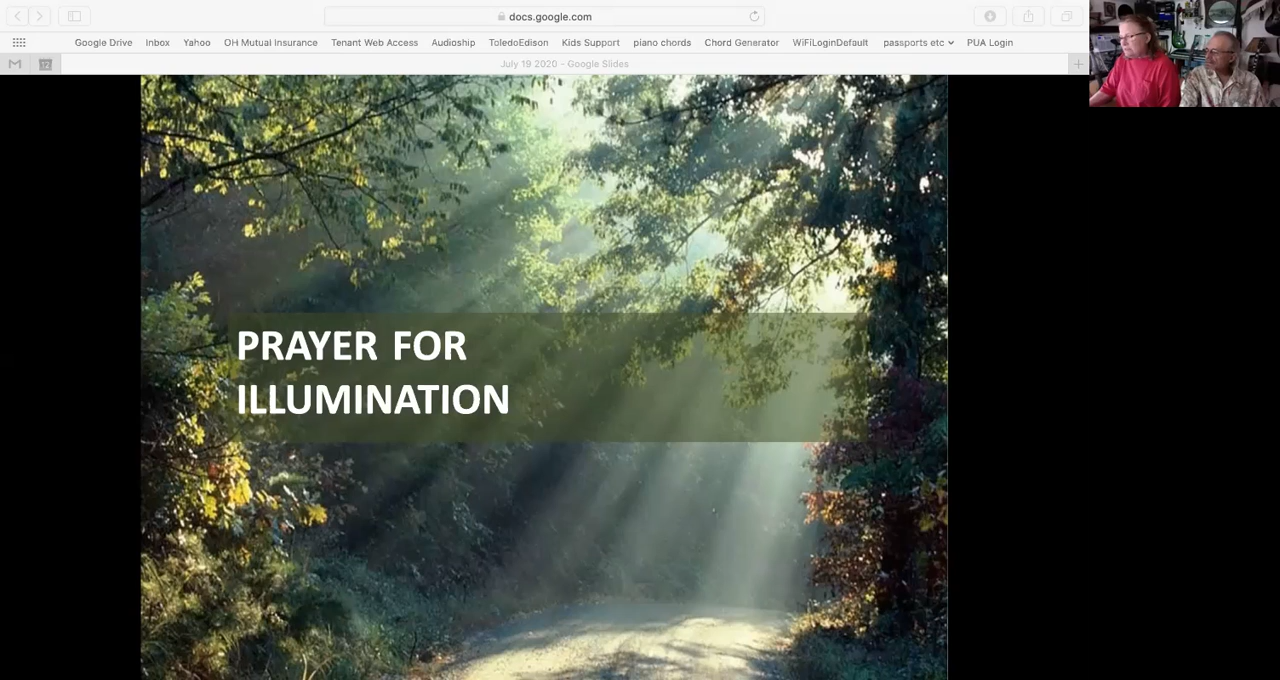 docs.google.com
Google Drive Inbox Yahoo OH Mutual Insurance Tenant Web Access Audioship ToledoEdison Kids Support piano chords Chord Generator WiFiLoginDefault passports etc PUA Login
July 19 2020 - Google Slides
PRAYER FOR
ILLUMINATION